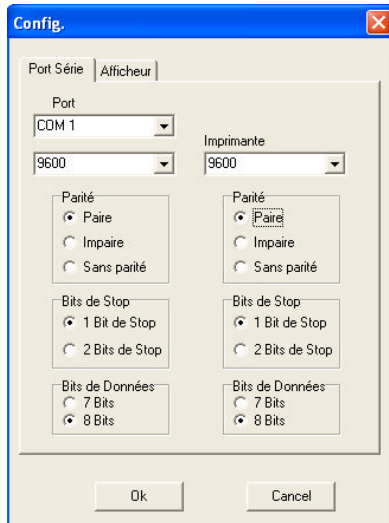 Config.
Port Série Afficheur
Port
COM 1
Imprimante
9600 9600
Parité Parité
Paire Paire
Impaire Impaire
Sans parité Sans parité
Bits de Stop Bits de Stop
1 Bit de Stop 1 Bit de Stop
2 Bits de Stop 2 Bits de Stop
Bits de Données Bits de Données
7 Bits 7 Bits
8 Bits 8 Bits
Ok Cancel